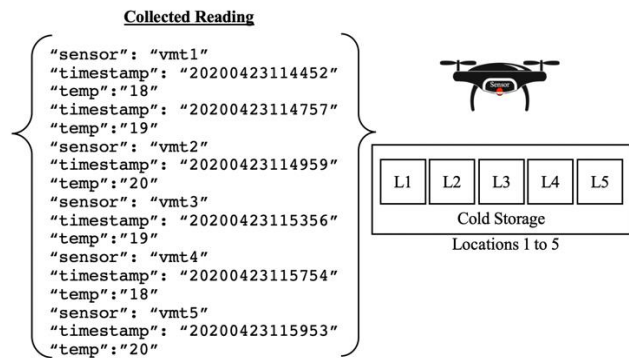 Collected Reading
“sensor”: “vmt1”
“timestamp”: “20200423114452”
“temp”:”18”
“timestamp”: “20200423114757”
“temp”:”19”
“sensor”: “vmt2”
“timestamp”: “20200423114959”
“temp”:”20”
“sensor”: “vmt3”
“timestamp”: “20200423115356”
“temp”:”19”
“sensor”: “vmt4”
“timestamp”: “20200423115754”
“temp”:”18”
“sensor”: “vmt5”
“timestamp”: “20200423115953”
“temp”:”20”
Sensor
L1 L2 L3 L4 L5
Cold Storage
Locations 1 to 5